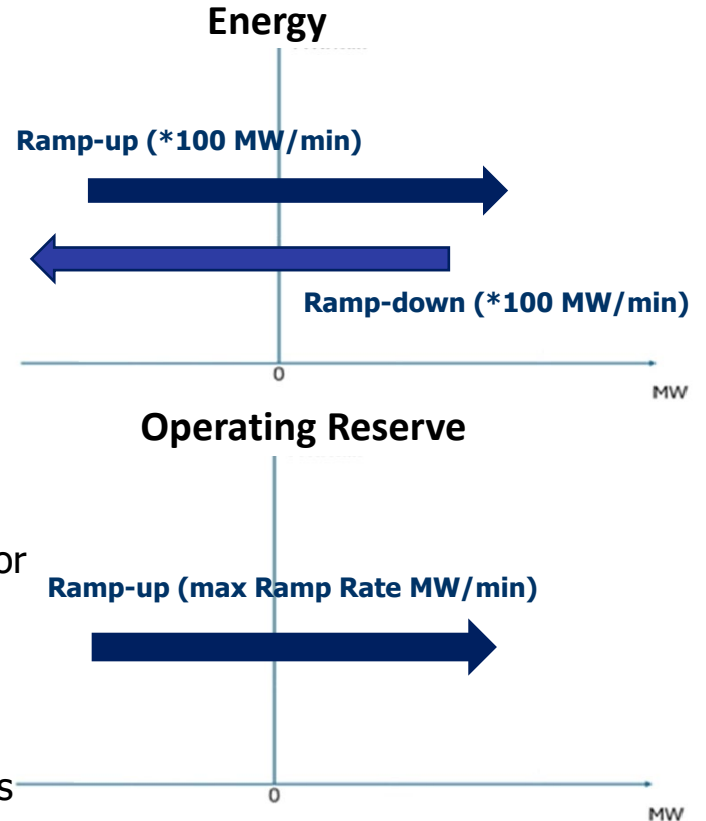 Energy
Ramp-up (*100 MW/min)
Ramp-down (*100 MW/min)
0
MW
Operating Reserve
or
Ramp-up (max Ramp Rate MW/min)
s
0
MW